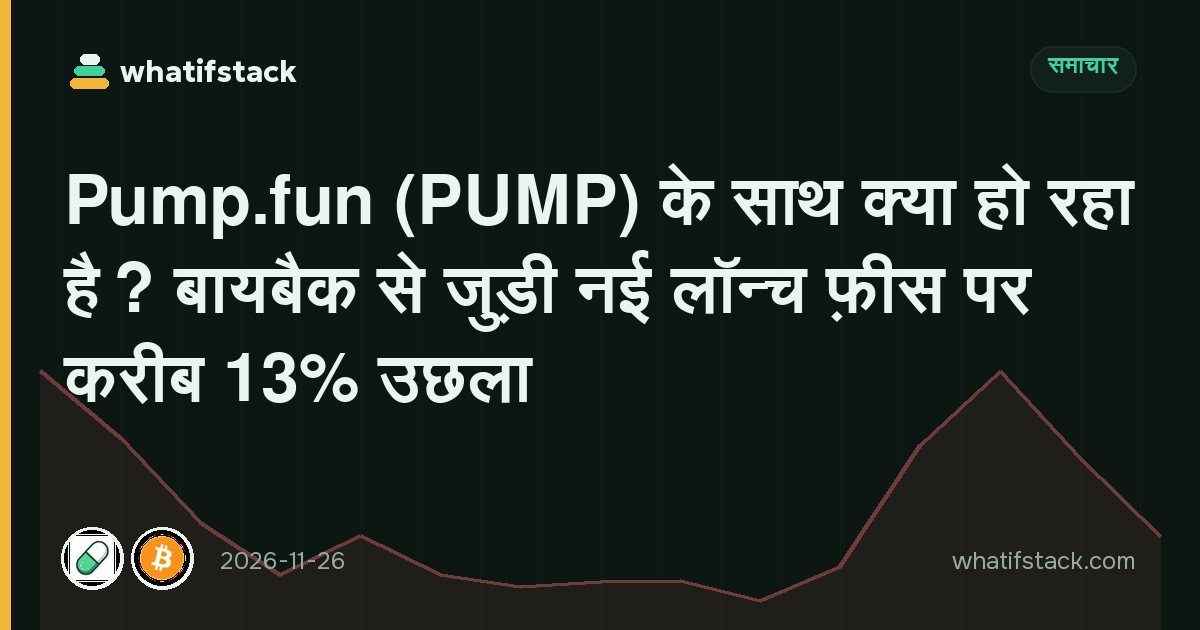 whatifstack
समाचार
Pump.fun (PUMP) के साथ क्या हो रहा
है ? बायबैक से जुड़ी नई लॉन्च फ़ीस पर
करीब 13% उछला
2026-11-26
whatifstack.com